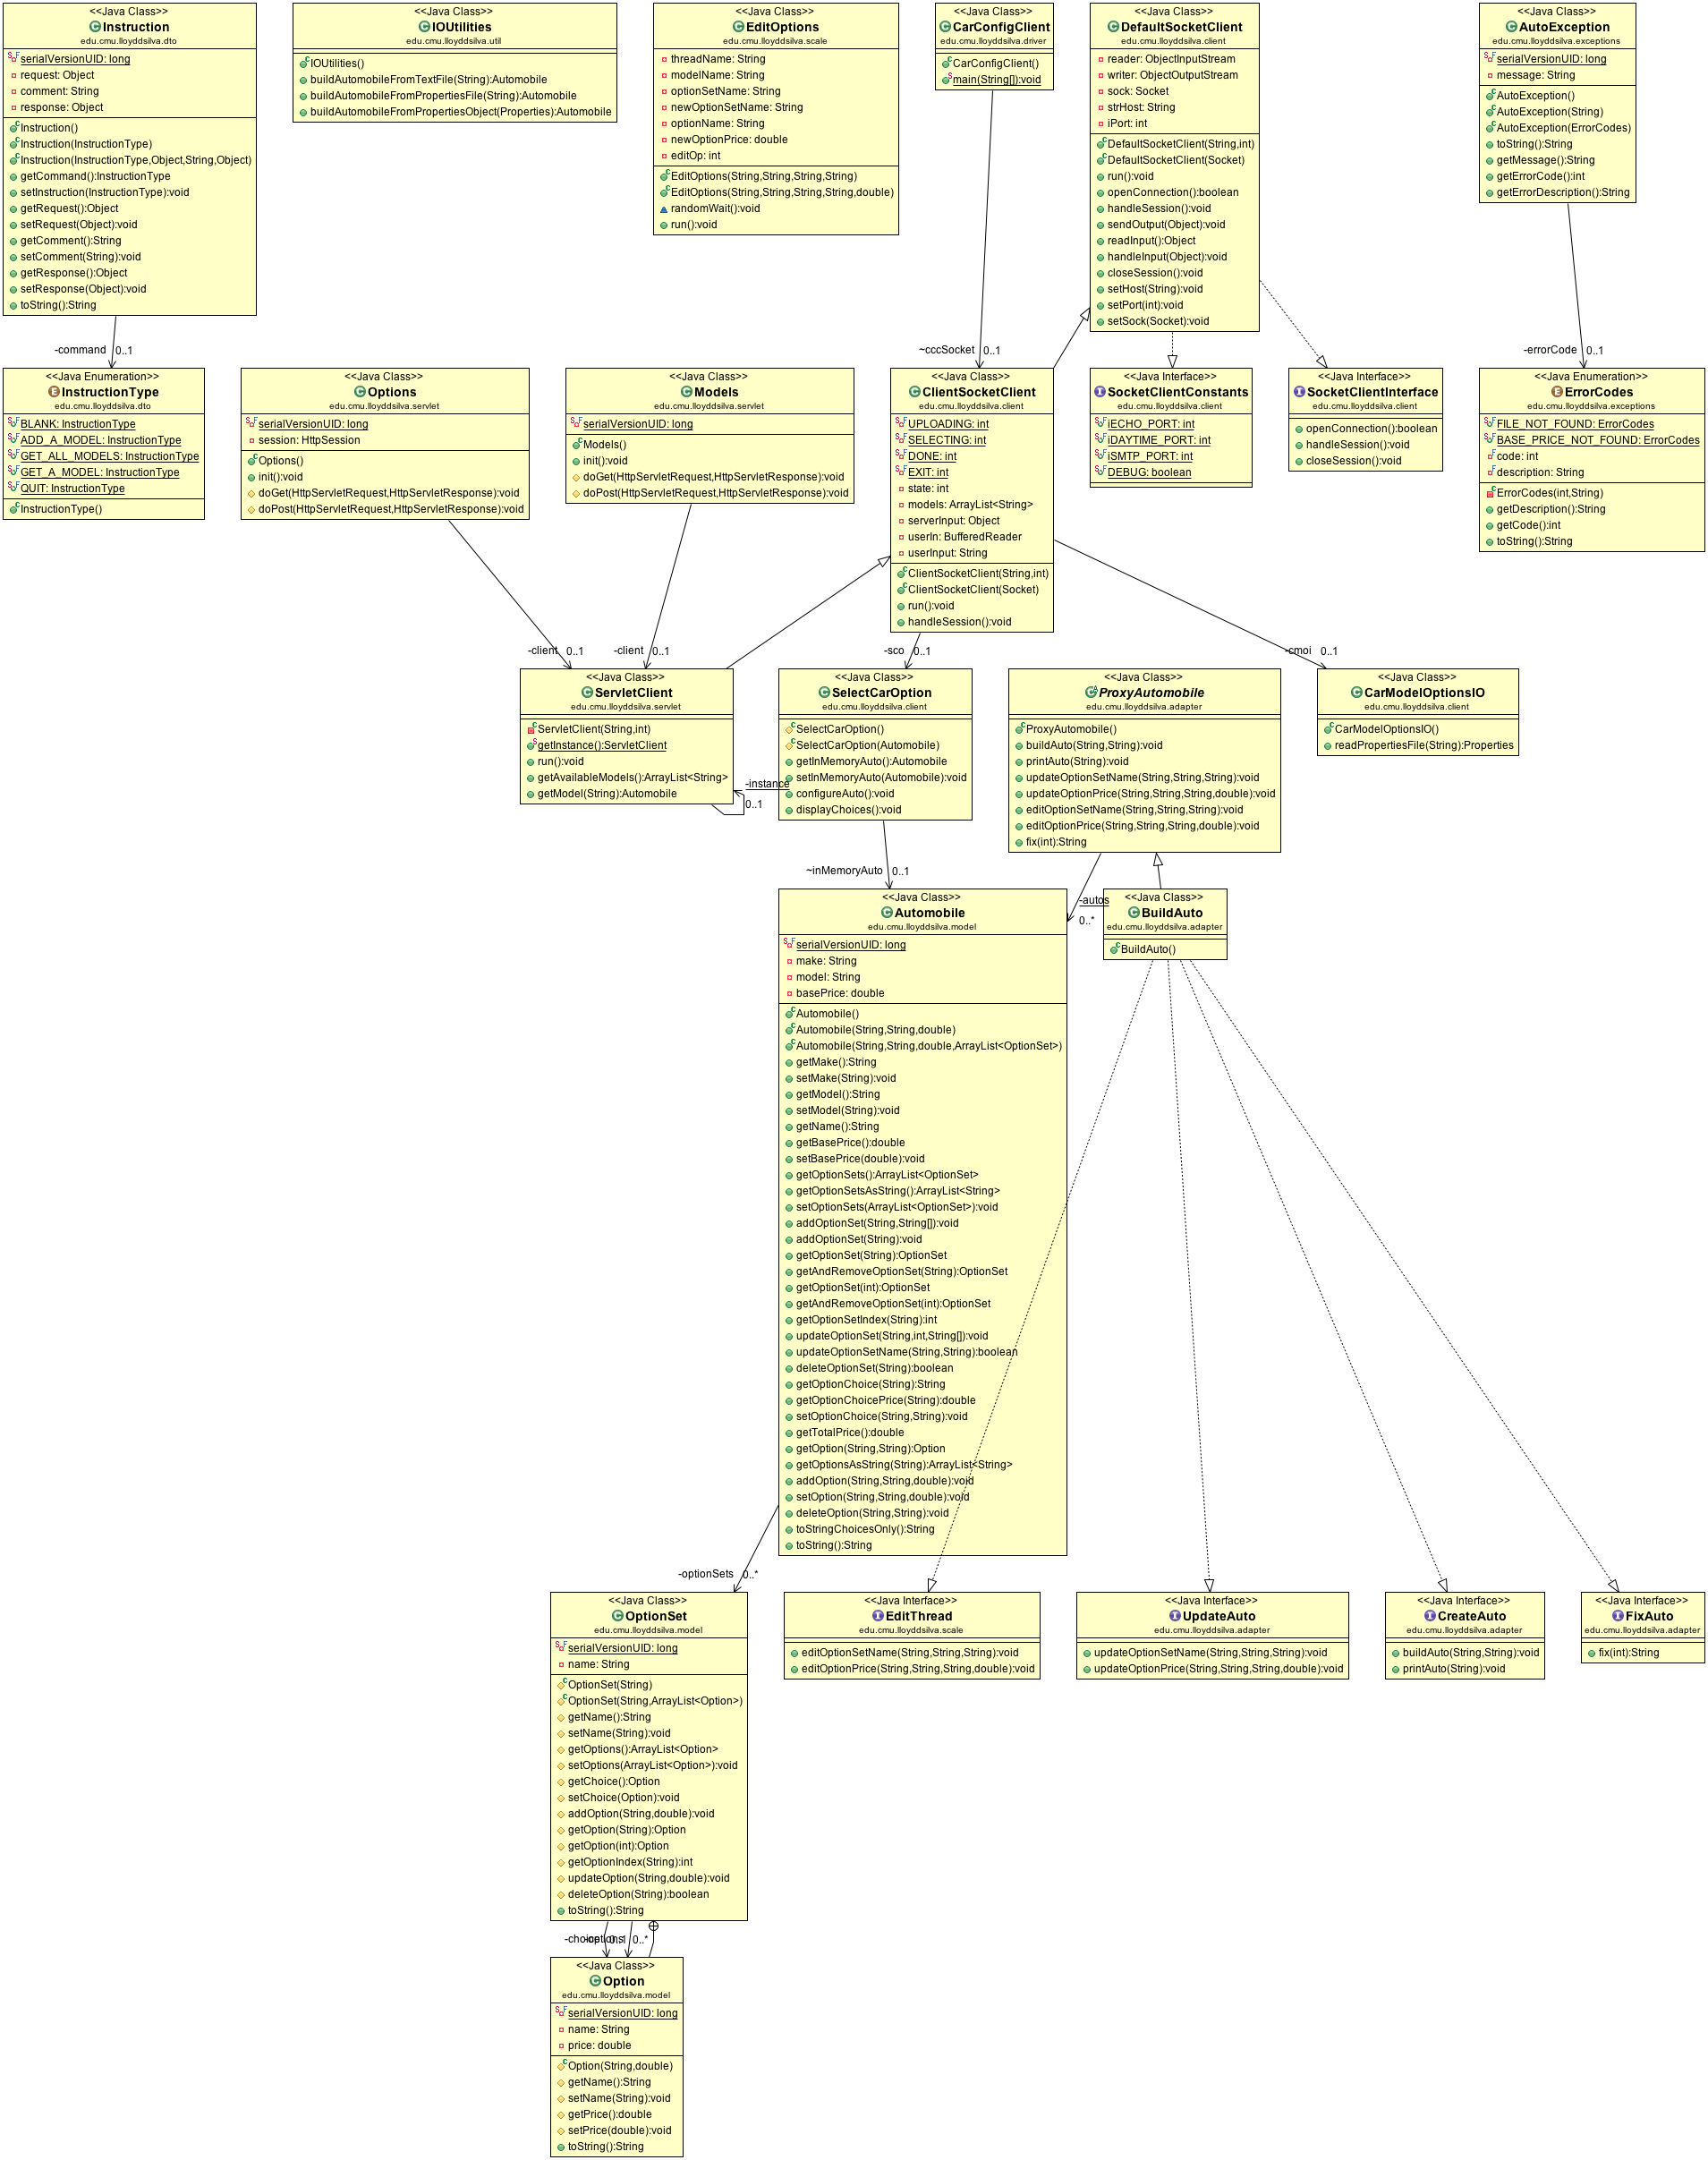 <<Java Class>>
Instruction
edu.cmu.lloyddsilva.dto
serialVersionUID: long
request: Object
comment: String
response: Object
Instruction()
Instruction(InstructionType)
Instruction(InstructionType,Object,String,Object)
getCommand():InstructionType
setInstruction(InstructionType):void
getRequest():Object
setRequest(Object):void
getComment():String
setComment(String):void
getResponse():Object
setResponse(Object):void
toString():String
<<Java Class>>
IOUtilities
edu.cmu.lloyddsilva.util
IOUtilities()
buildAutomobileFromTextFile(String):Automobile
buildAutomobileFromPropertiesFile(String):Automobile
buildAutomobileFromPropertiesObject(Properties):Automobile
<<Java Class>>
EditOptions
edu.cmu.lloyddsilva.scale
threadName: String
modelName: String
optionSetName: String
newOptionSetName: String
optionName: String
newOptionPrice: double
editOp: int
EditOptions(String,String,String,String)
EditOptions(String,String,String,String,double)
randomWait():void
run():void
<<Java Class>>
CarConfigClient
edu.cmu.lloyddsilva.driver
CarConfigClient()
main(String[]):void
<<Java Class>>
DefaultSocketClient
edu.cmu.lloyddsilva.client
reader: ObjectInputStream
writer: ObjectOutputStream
sock: Socket
strHost: String
iPort: int
DefaultSocketClient(String,int)
DefaultSocketClient(Socket)
run():void
openConnection():boolean
handleSession():void
sendOutput(Object):void
readInput():Object
handleInput(Object):void
closeSession():void
setHost(String):void
setPort(int):void
setSock(Socket):void
<<Java Class>>
AutoException
edu.cmu.lloyddsilva.exceptions
serialVersionUID: long
message: String
AutoException()
AutoException(String)
AutoException(ErrorCodes)
toString():String
getMessage():String
getErrorCode():int
getErrorDescription():String
-command 0..1
~cccSocket 0..1
-errorCode 0..1
<<Java Enumeration>>
InstructionType
edu.cmu.lloyddsilva.dto
BLANK: InstructionType
ADD_A_MODEL: InstructionType
GET_ALL_MODELS: InstructionType
GET_A_MODEL: InstructionType
QUIT: InstructionType
InstructionType()
<<Java Class>>
Options
edu.cmu.lloyddsilva.servlet
serialVersionUID: long
session: HttpSession
Options()
init():void
doGet(HttpServletRequest,HttpServletResponse):void
doPost(HttpServletRequest,HttpServletResponse):void
<<Java Class>>
Models
edu.cmu.lloyddsilva.servlet
serialVersionUID: long
Models()
init():void
doGet(HttpServletRequest,HttpServletResponse):void
doPost(HttpServletRequest,HttpServletResponse):void
<<Java Class>>
ClientSocketClient
edu.cmu.lloyddsilva.client
UPLOADING: int
SELECTING: int
DONE: int
EXIT: int
state: int
models: ArrayList<String>
serverInput: Object
userIn: BufferedReader
userInput: String
ClientSocketClient(String,int)
ClientSocketClient(Socket)
run():void
handleSession():void
<<Java Interface>>
SocketClientConstants
edu.cmu.lloyddsilva.client
iECHO_PORT: int
iDAYTIME_PORT: int
iSMTP_PORT: int
DEBUG: boolean
<<Java Interface>>
SocketClientInterface
edu.cmu.lloyddsilva.client
openConnection():boolean
handleSession():void
closeSession():void
<<Java Enumeration>>
ErrorCodes
edu.cmu.lloyddsilva.exceptions
FILE_NOT_FOUND: ErrorCodes
BASE_PRICE_NOT_FOUND: ErrorCodes
code: int
description: String
ErrorCodes(int,String)
getDescription():String
getCode():int
toString():String
-client 0..1
-client 0..1
-sco 0..1
-cmoi 0..1
<<Java Class>>
ServletClient
edu.cmu.lloyddsilva.servlet
ServletClient(String,int)
getInstance():ServletClient
run():void
getAvailableModels():ArrayList<String>
getModel(String):Automobile
-instance
0..1
<<Java Class>>
SelectCarOption
edu.cmu.lloyddsilva.client
SelectCarOption()
SelectCarOption(Automobile)
getInMemoryAuto():Automobile
setInMemoryAuto(Automobile):void
configureAuto():void
displayChoices():void
<<Java Class>>
ProxyAutomobile
edu.cmu.lloyddsilva.adapter
ProxyAutomobile()
buildAuto(String,String):void
printAuto(String):void
updateOptionSetName(String,String,String):void
updateOptionPrice(String,String,String,double):void
editOptionSetName(String,String,String):void
editOptionPrice(String,String,String,double):void
fix(int):String
<<Java Class>>
CarModelOptionsIO
edu.cmu.lloyddsilva.client
CarModelOptionsIO()
readPropertiesFile(String):Properties
~inMemoryAuto 0..1
-autos
0..*
<<Java Class>>
Automobile
edu.cmu.lloyddsilva.model
serialVersionUID: long
make: String
model: String
basePrice: double
Automobile()
Automobile(String,String,double)
Automobile(String,String,double,ArrayList<OptionSet>)
getMake():String
setMake(String):void
getModel():String
setModel(String):void
getName():String
getBasePrice():double
setBasePrice(double):void
getOptionSets():ArrayList<OptionSet>
getOptionSetsAsString():ArrayList<String>
setOptionSets(ArrayList<OptionSet>):void
addOptionSet(String,String[]):void
addOptionSet(String):void
getOptionSet(String):OptionSet
getAndRemoveOptionSet(String):OptionSet
getOptionSet(int):OptionSet
getAndRemoveOptionSet(int):OptionSet
getOptionSetIndex(String):int
updateOptionSet(String,int,String[]):void
updateOptionSetName(String,String):boolean
deleteOptionSet(String):boolean
getOptionChoice(String):String
getOptionChoicePrice(String):double
setOptionChoice(String,String):void
getTotalPrice():double
getOption(String,String):Option
getOptionsAsString(String):ArrayList<String>
addOption(String,String,double):void
setOption(String,String,double):void
deleteOption(String,String):void
toStringChoicesOnly():String
toString():String
<<Java Class>>
BuildAuto
edu.cmu.lloyddsilva.adapter
BuildAuto()
-optionSets 0..*
<<Java Class>>
OptionSet
edu.cmu.lloyddsilva.model
serialVersionUID: long
name: String
OptionSet(String)
OptionSet(String,ArrayList<Option>)
getName():String
setName(String):void
getOptions():ArrayList<Option>
setOptions(ArrayList<Option>):void
getChoice():Option
setChoice(Option):void
addOption(String,double):void
getOption(String):Option
getOption(int):Option
getOptionIndex(String):int
updateOption(String,double):void
deleteOption(String):boolean
toString():String
<<Java Interface>>
EditThread
edu.cmu.lloyddsilva.scale
editOptionSetName(String,String,String):void
editOptionPrice(String,String,String,double):void
<<Java Interface>>
UpdateAuto
edu.cmu.lloyddsilva.adapter
updateOptionSetName(String,String,String):void
updateOptionPrice(String,String,String,double):void
<<Java Interface>>
CreateAuto
edu.cmu.lloyddsilva.adapter
buildAuto(String,String):void
printAuto(String):void
<<Java Interface>>
FixAuto
edu.cmu.lloyddsilva.adapter
fix(int):String
-choice 0..1
-options 0..*
<<Java Class>>
Option
edu.cmu.lloyddsilva.model
serialVersionUID: long
name: String
price: double
Option(String,double)
getName():String
setName(String):void
getPrice():double
setPrice(double):void
toString():String